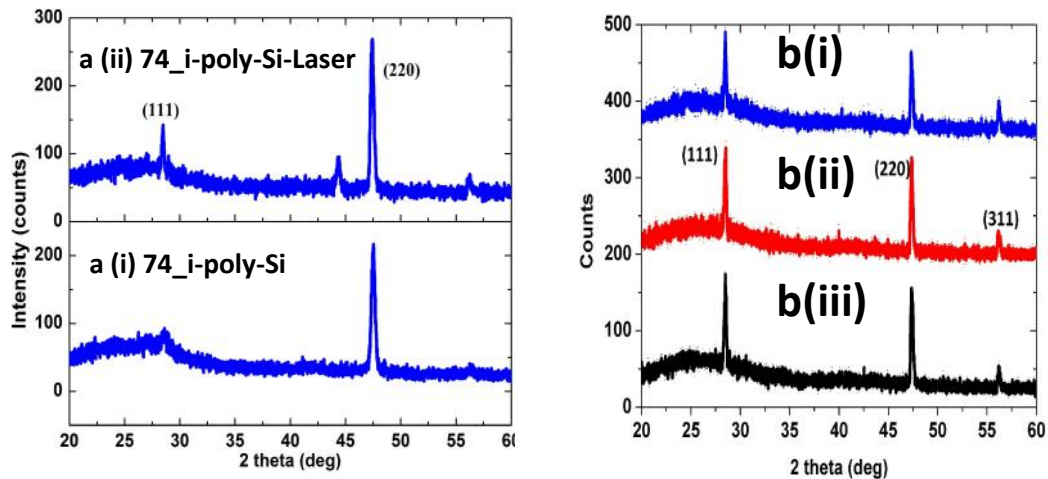 300
a (ii) 74_i-poly-Si-Laser
(220)
200
(111)
100
0
a (i) 74_i-poly-Si
200
100
0
Intensity (counts)
20 25 30 35 40 45 50 55 60
2 theta (deg)
500
b(i)
400
300
(111)
b(ii)
(220)
(311)
200
b(iii)
100
0
Counts
20 25 30 35 40 45 50 55 60
2 theta (deg)